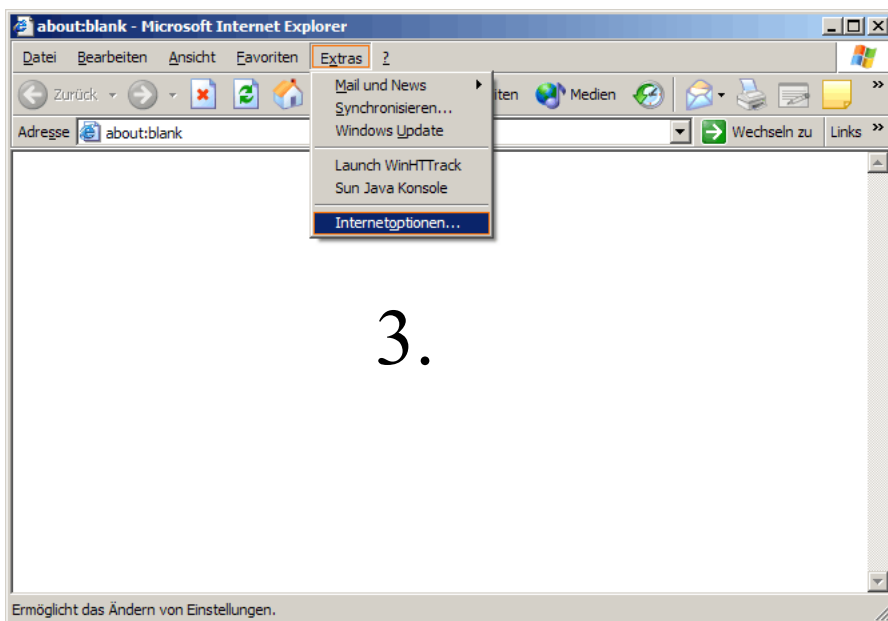 about:blank - Microsoft Internet Explorer
Datei Bearbeiten Ansicht Favoriten Extras ?
Zurück iten Medien »
Mail und News
Synchronisieren...
Windows Update
Launch WinHTTrack
Sun Java Konsole
Internetoptionen...
Adresse about:blank Wechseln zu Links »
3.
Ermöglicht das Ändern von Einstellungen.